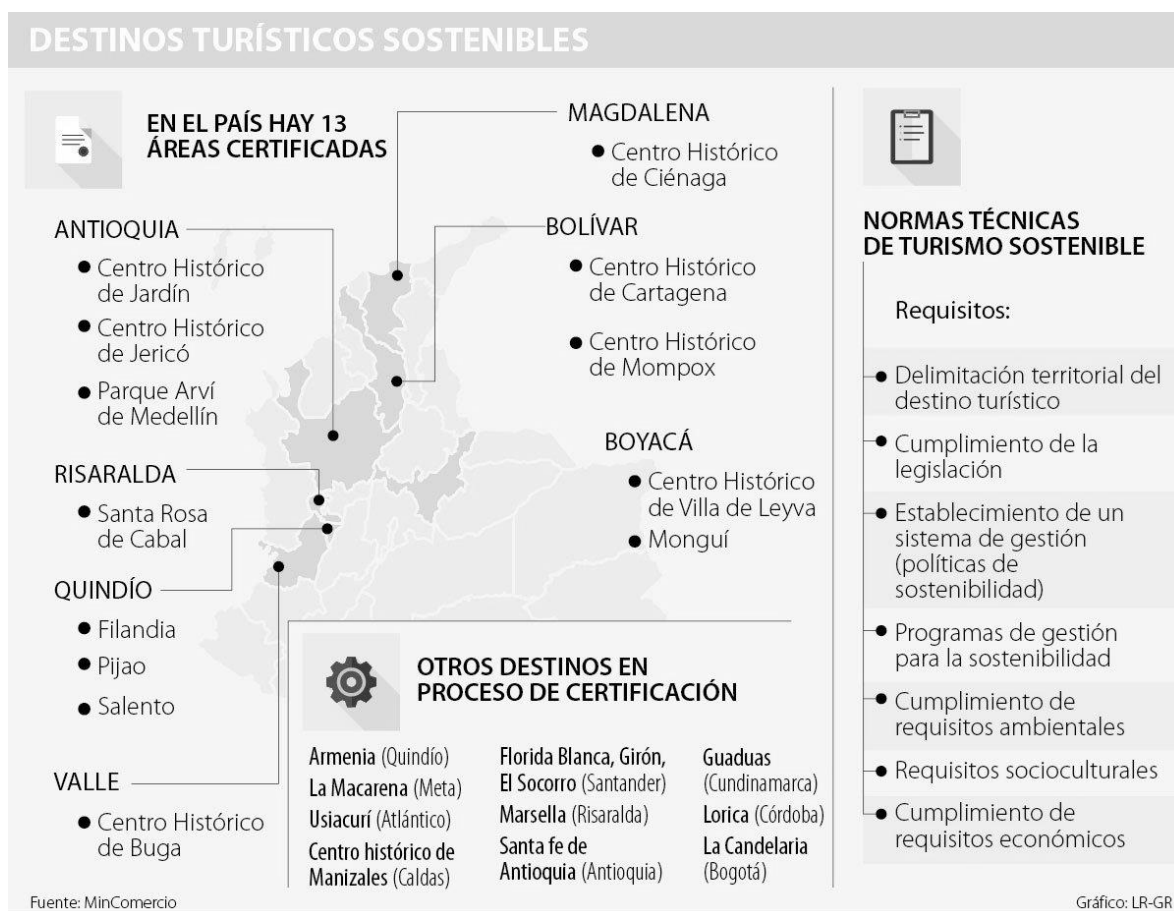 DESTINOS TURÍSTICOS SOSTENIBLES
EN EL PAÍS HAY 13
ÁREAS CERTIFICADAS
ANTIOQUIA
Centro Histórico
de Jardín
Centro Histórico
de Jericó
Parque Arví
de Medellín
RISARALDA
Santa Rosa
de Cabal
QUINDÍO
Filandia
Pijao
Salento
VALLE
Centro Histórico
de Buga
MAGDALENA
Centro Histórico
de Ciénaga
BOLÍVAR
Centro Histórico
de Cartagena
Centro Histórico
de Mompox
BOYACÁ
Centro Histórico
de Villa de Leyva
Monguí
OTROS DESTINOS EN
PROCESO DE CERTIFICACIÓN
Armenia (Quindío)
La Macarena (Meta)
Usiacurí (Atlántico)
Centro histórico de
Manizales (Caldas)
Florida Blanca, Girón,
El Socorro (Santander)
Marsella (Risaralda)
Santa fe de
Antioquia (Antioquia)
Guaduas
(Cundinamarca)
Lorica (Córdoba)
La Candelaria
(Bogotá)
NORMAS TÉCNICAS
DE TURISMO SOSTENIBLE
Requisitos:
Delimitación territorial del
destino turístico
Cumplimiento de la
legislación
Establecimiento de un
sistema de gestión
(políticas de
sostenibilidad)
Programas de gestión
para la sostenibilidad
Cumplimiento de
requisitos ambientales
Requisitos socioculturales
Cumplimiento de
requisitos económicos
Fuente: MinComercio
Gráfico: LR-GR